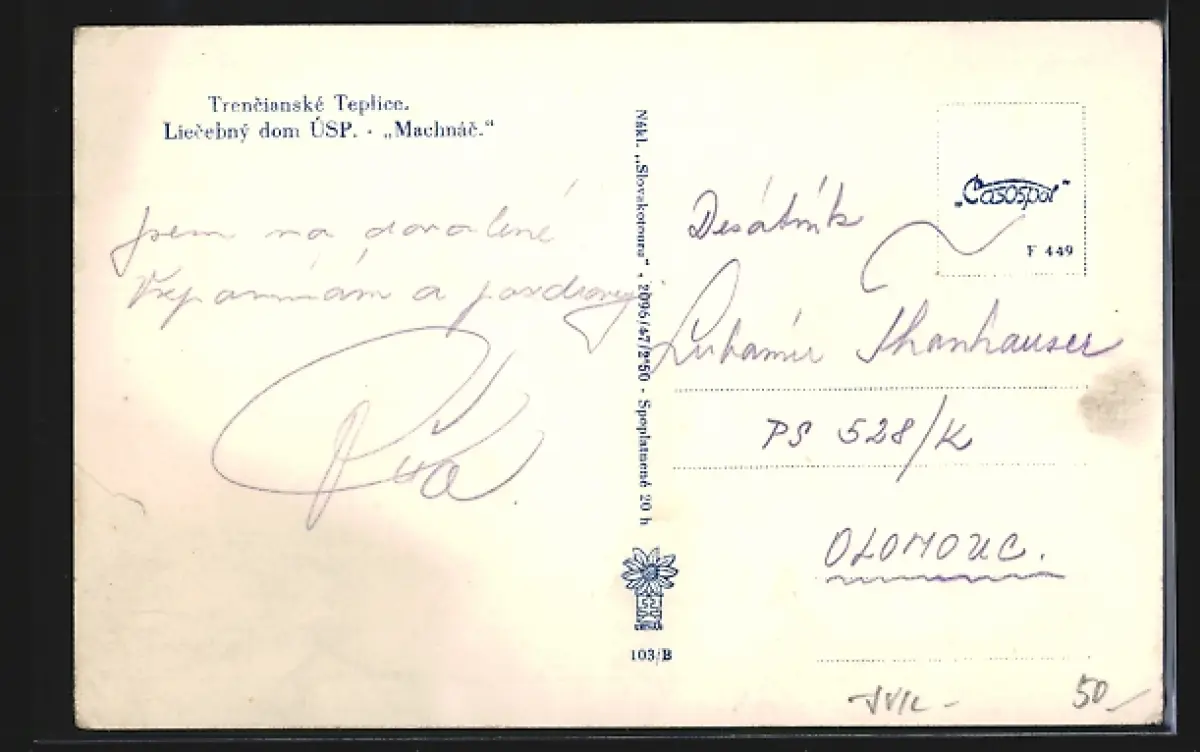 Trenčianské Teplice.
Liečebný dom ÚSP. - „Machnáč.“
Jsem na dovolené
Vzpomínám a pozdravuji
Nákl. „Slovakotoura“ • 2096/47/2'50 - Spoplatnené 20 h
103/B
„Časospol“
F 449
Desátník
Lubomír Thanhauser
PS 528/K
OLOMOUC.
50